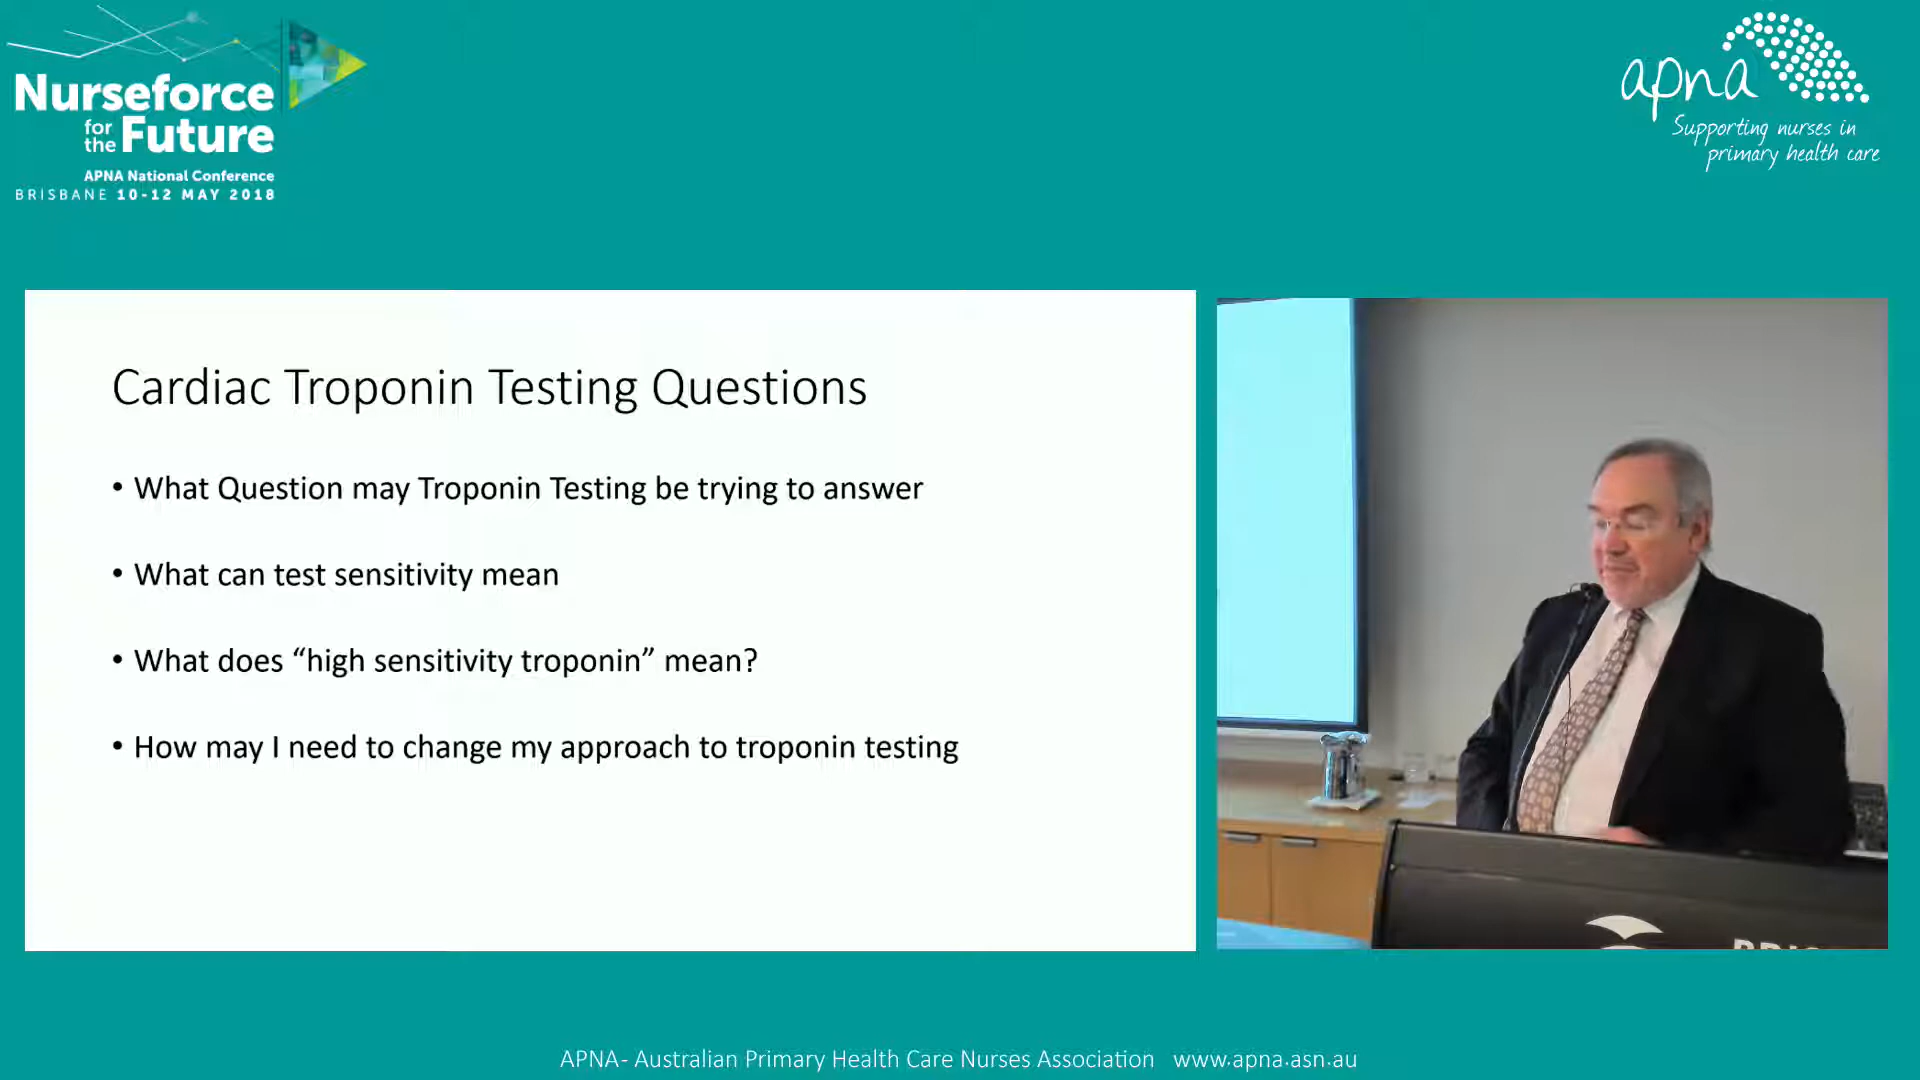 Nurseforce
for the Future
APNA National Conference
BRISBANE 10-12 MAY 2018
apna
Supporting nurses in
primary health care
Cardiac Troponin Testing Questions
• What Question may Troponin Testing be trying to answer
• What can test sensitivity mean
• What does “high sensitivity troponin” mean?
• How may I need to change my approach to troponin testing
APNA- Australian Primary Health Care Nurses Association www.apna.asn.au